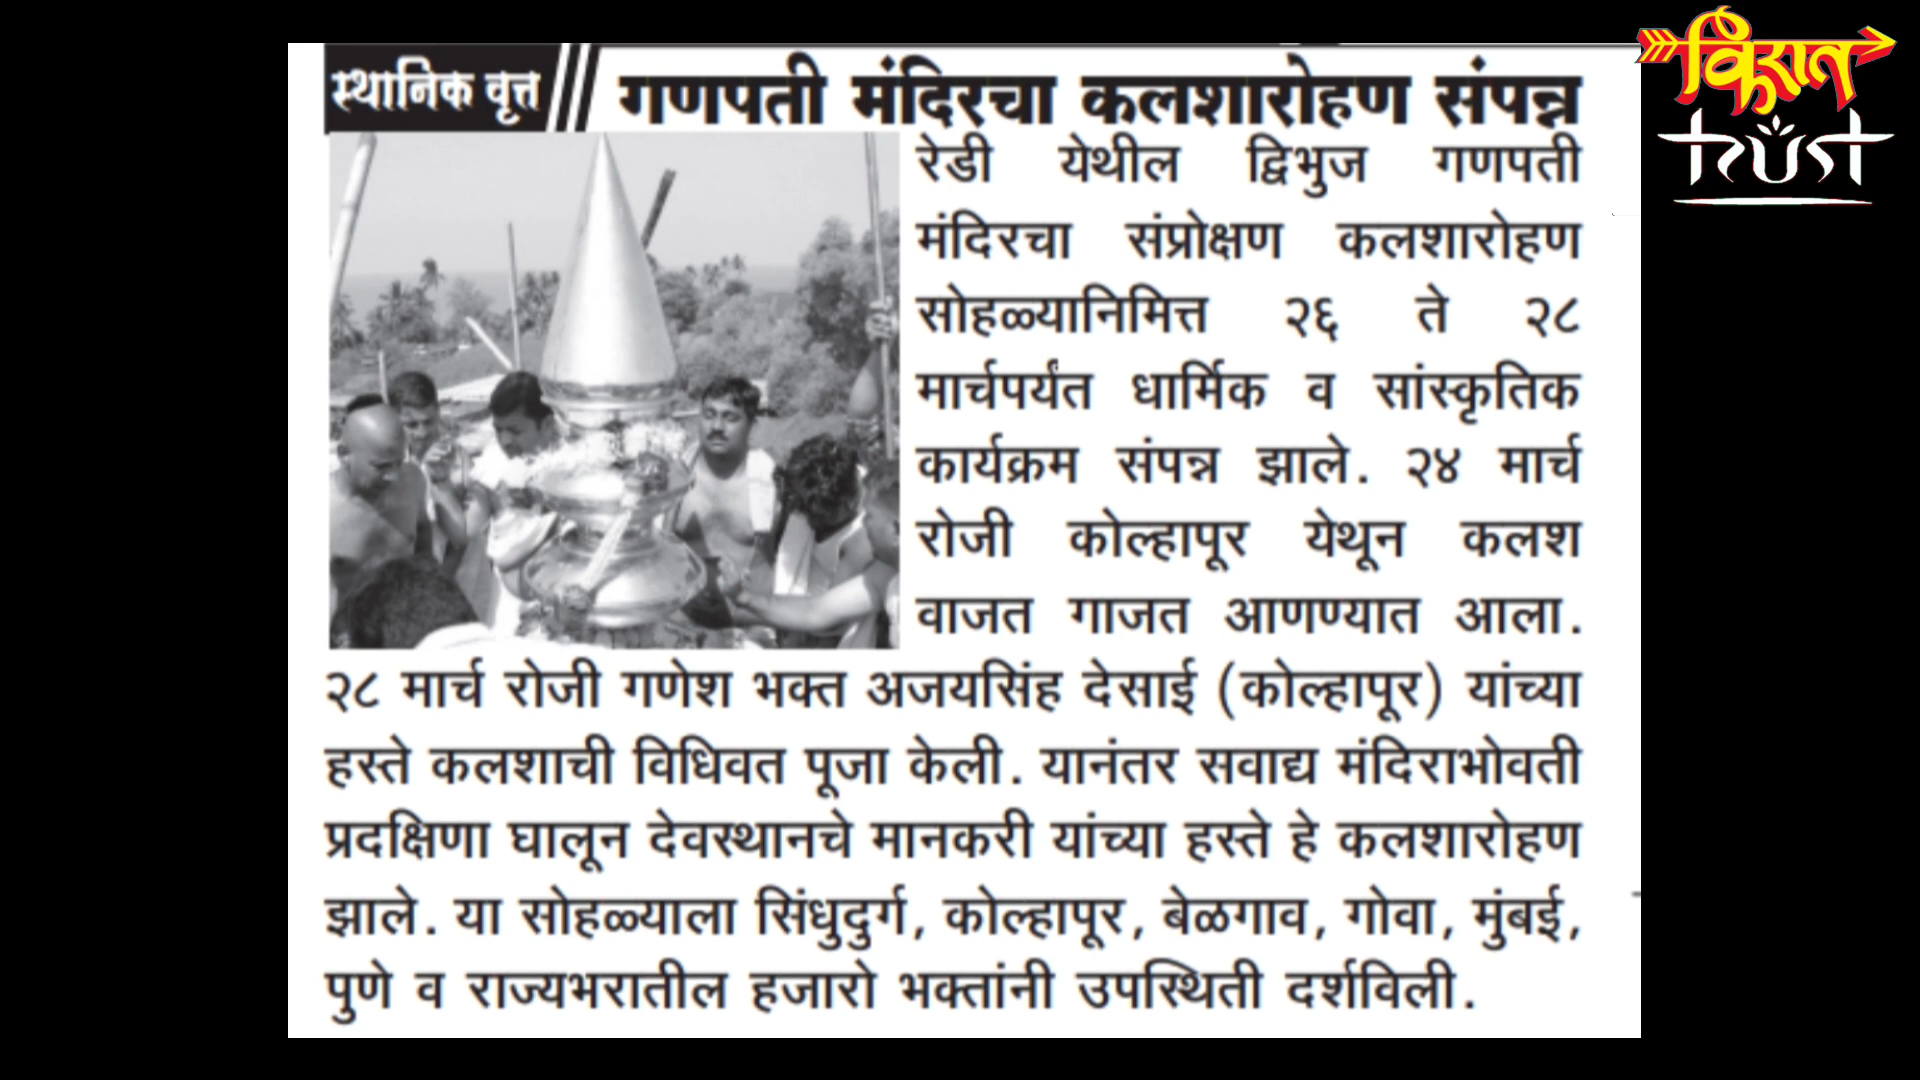 स्थानिक वृत्त
गणपती मंदिरचा कलशारोहण संपन्न
रेडी येथील द्विभुज गणपती
मंदिरचा संप्रोक्षण कलशारोहण
सोहळ्यानिमित्त २६ ते २८
मार्चपर्यंत धार्मिक व सांस्कृतिक
कार्यक्रम संपन्न झाले. २४ मार्च
रोजी कोल्हापूर येथून कलश
वाजत गाजत आणण्यात आला.
२८ मार्च रोजी गणेश भक्त अजयसिंह देसाई (कोल्हापूर) यांच्या
हस्ते कलशाची विधिवत पूजा केली. यानंतर सवाद्य मंदिराभोवती
प्रदक्षिणा घालून देवस्थानचे मानकरी यांच्या हस्ते हे कलशारोहण
झाले. या सोहळ्याला सिंधुदुर्ग, कोल्हापूर, बेळगाव, गोवा, मुंबई,
पुणे व राज्यभरातील हजारो भक्तांनी उपस्थिती दर्शविली.
किरात
TRUST